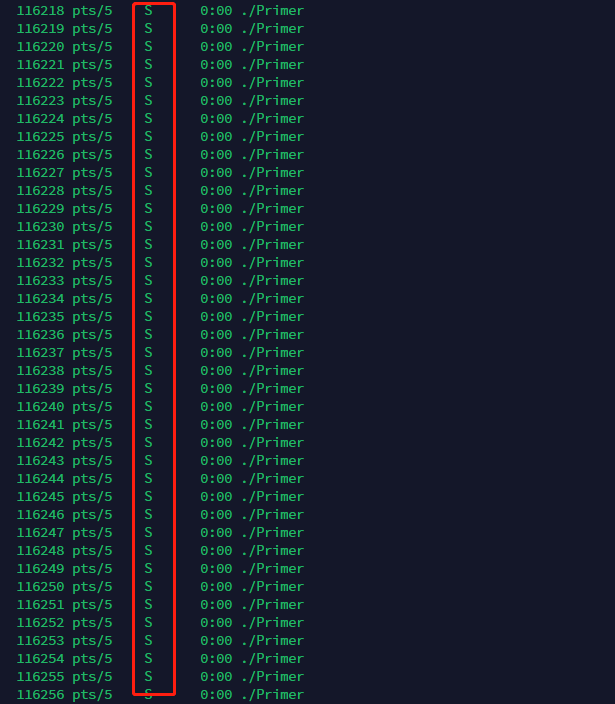 116218 pts/5    S      0:00 ./Primer
116219 pts/5    S      0:00 ./Primer
116220 pts/5    S      0:00 ./Primer
116221 pts/5    S      0:00 ./Primer
116222 pts/5    S      0:00 ./Primer
116223 pts/5    S      0:00 ./Primer
116224 pts/5    S      0:00 ./Primer
116225 pts/5    S      0:00 ./Primer
116226 pts/5    S      0:00 ./Primer
116227 pts/5    S      0:00 ./Primer
116228 pts/5    S      0:00 ./Primer
116229 pts/5    S      0:00 ./Primer
116230 pts/5    S      0:00 ./Primer
116231 pts/5    S      0:00 ./Primer
116232 pts/5    S      0:00 ./Primer
116233 pts/5    S      0:00 ./Primer
116234 pts/5    S      0:00 ./Primer
116235 pts/5    S      0:00 ./Primer
116236 pts/5    S      0:00 ./Primer
116237 pts/5    S      0:00 ./Primer
116238 pts/5    S      0:00 ./Primer
116239 pts/5    S      0:00 ./Primer
116240 pts/5    S      0:00 ./Primer
116241 pts/5    S      0:00 ./Primer
116242 pts/5    S      0:00 ./Primer
116243 pts/5    S      0:00 ./Primer
116244 pts/5    S      0:00 ./Primer
116245 pts/5    S      0:00 ./Primer
116246 pts/5    S      0:00 ./Primer
116247 pts/5    S      0:00 ./Primer
116248 pts/5    S      0:00 ./Primer
116249 pts/5    S      0:00 ./Primer
116250 pts/5    S      0:00 ./Primer
116251 pts/5    S      0:00 ./Primer
116252 pts/5    S      0:00 ./Primer
116253 pts/5    S      0:00 ./Primer
116254 pts/5    S      0:00 ./Primer
116255 pts/5    S      0:00 ./Primer
116256 pts/5    S      0:00 ./Primer